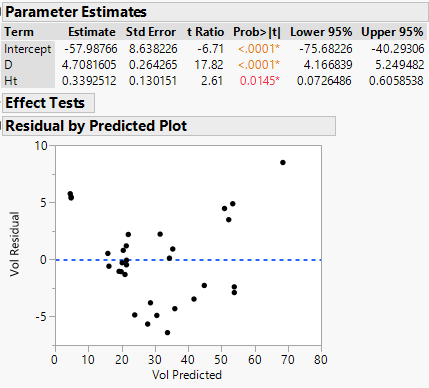 Parameter Estimates
Term Estimate Std Error t Ratio Prob>|t| Lower 95% Upper 95%
Intercept -57.98766 8.638226 -6.71 <.0001* -75.68226 -40.29306
D 4.7081605 0.264265 17.82 <.0001* 4.166839 5.249482
Ht 0.3392512 0.130151 2.61 0.0145* 0.0726486 0.6058538
Effect Tests
Residual by Predicted Plot
10
5
0
-5
Vol Residual
0 10 20 30 40 50 60 70 80
Vol Predicted